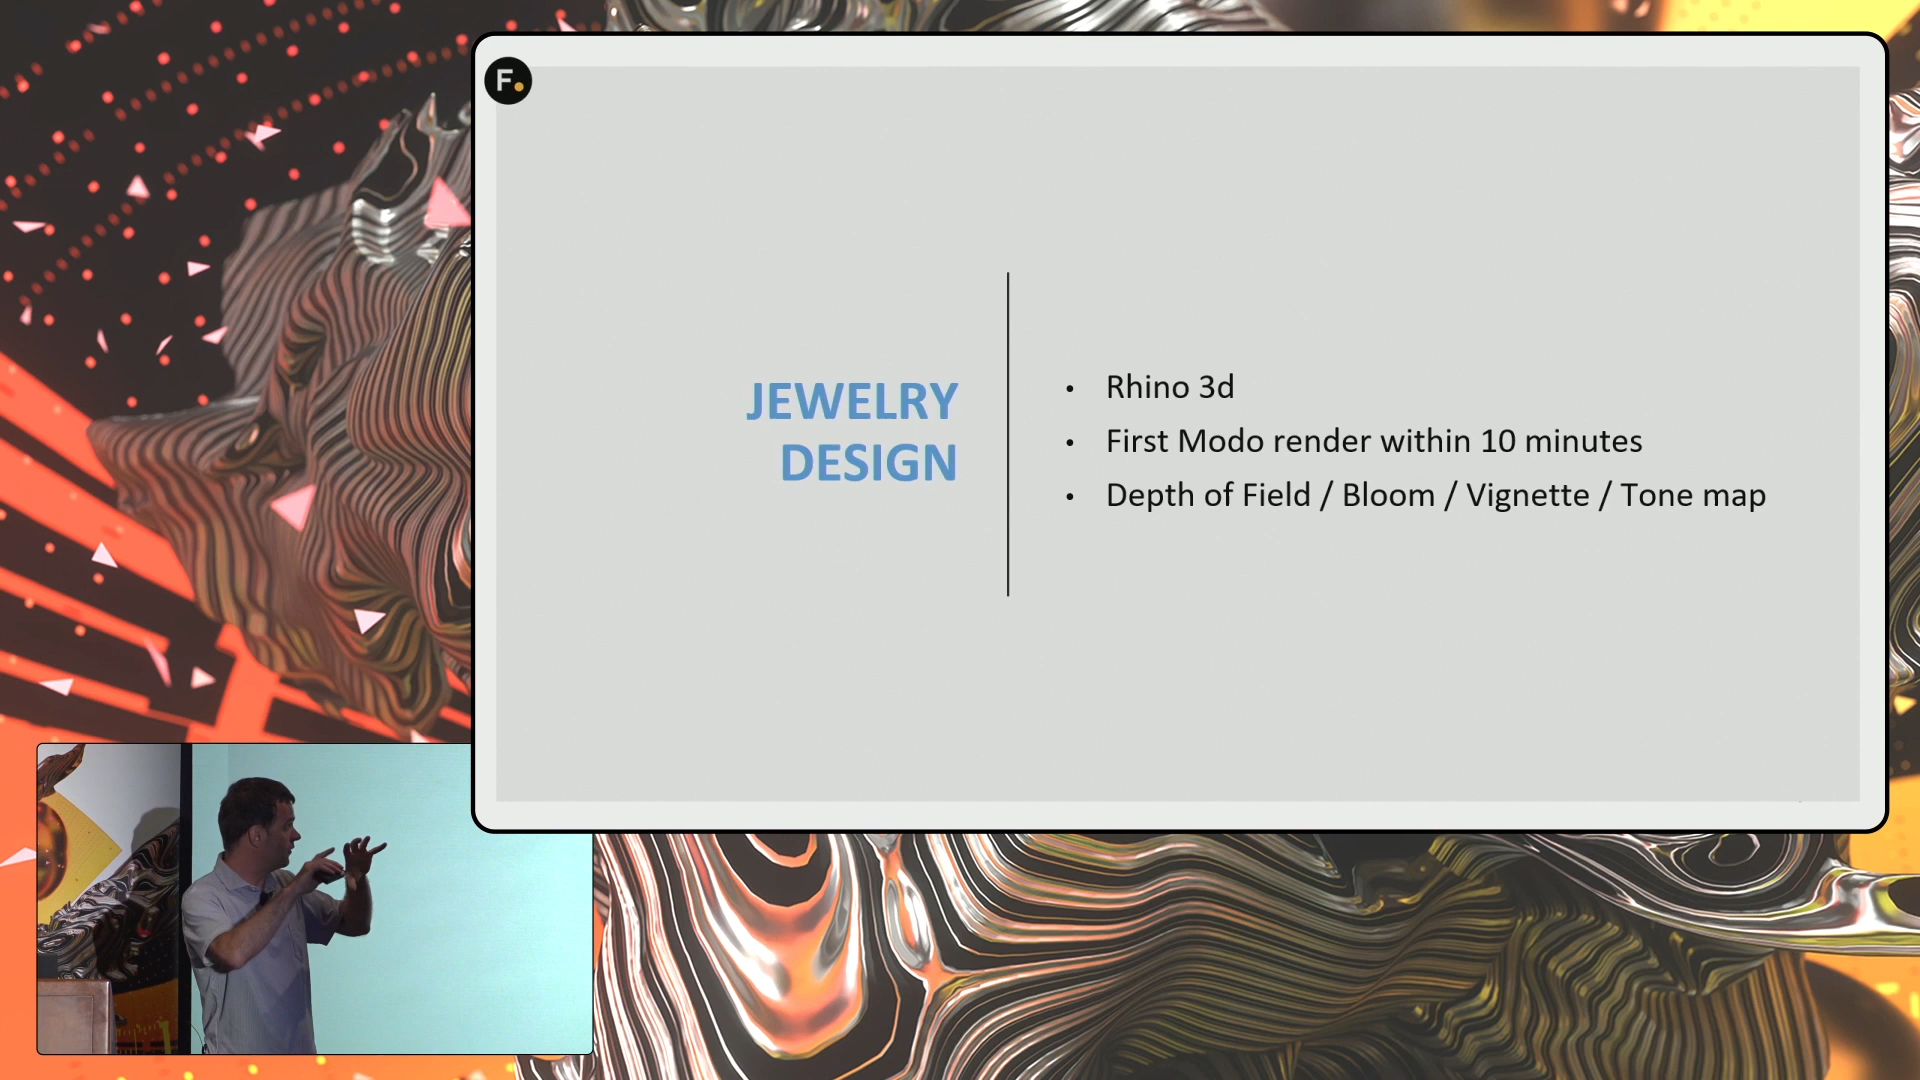 F.
JEWELRY
DESIGN
• Rhino 3d
• First Modo render within 10 minutes
• Depth of Field / Bloom / Vignette / Tone map